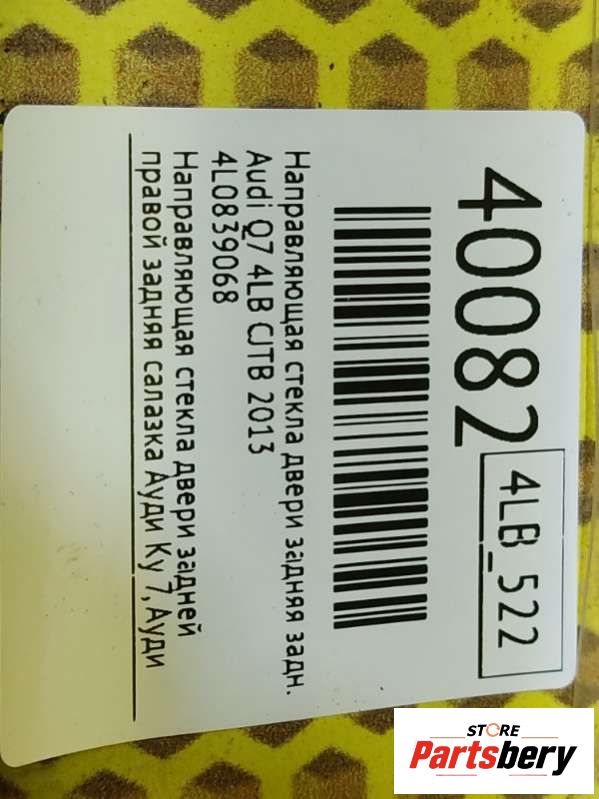 40082
4LB_522
Направляющая стекла двери задняя задн.
Audi Q7 4LB CJTB 2013
4L0839068
Направляющая стекла двери задней
правой задняя салазка Ауди Ку 7, Ауди
STORE
Partsbery